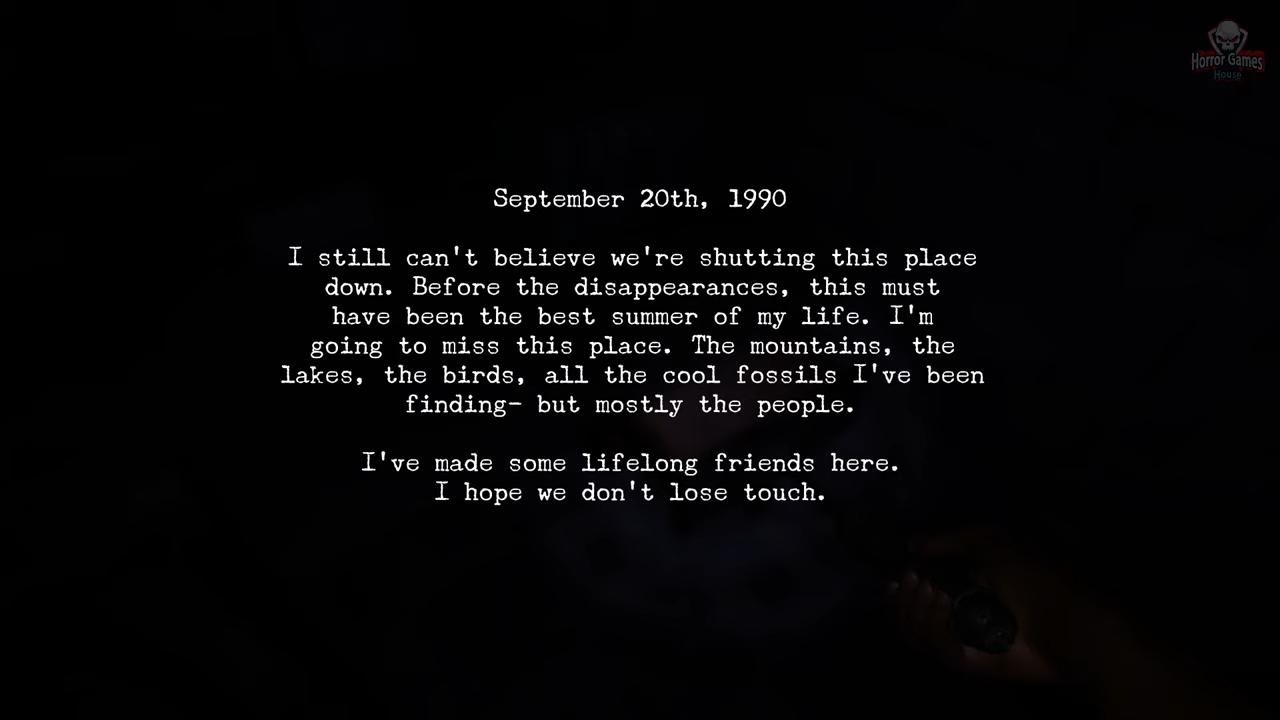 Horror Games
House
September 20th, 1990
I still can't believe we're shutting this place
down. Before the disappearances, this must
have been the best summer of my life. I'm
going to miss this place. The mountains, the
lakes, the birds, all the cool fossils I've been
finding- but mostly the people.
I've made some lifelong friends here.
I hope we don't lose touch.